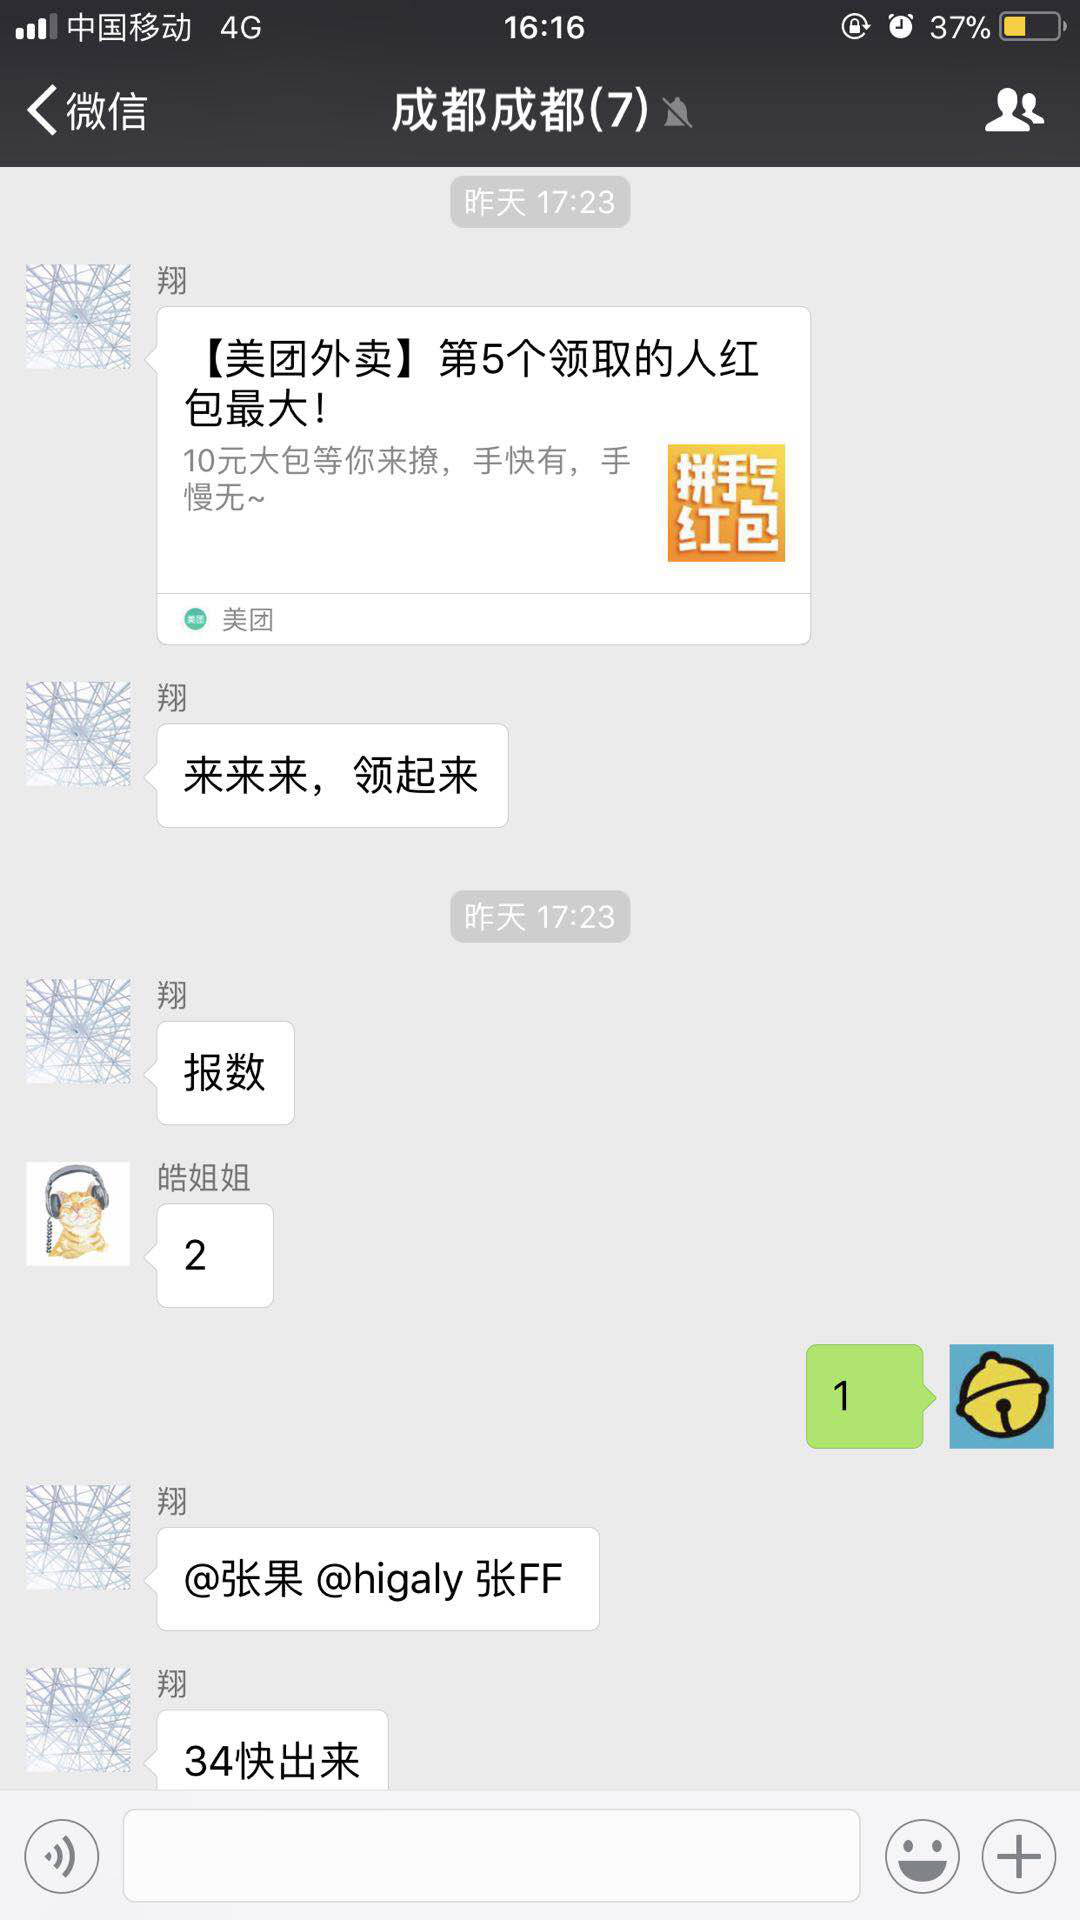 中国移动 4G 16:16 37%
微信 成都成都(7)
昨天 17:23
翔
【美团外卖】第5个领取的人红
包最大！
10元大包等你来撩，手快有，手
慢无~
拼手气
红包
美团 美团
翔
来来来，领起来
昨天 17:23
翔
报数
皓姐姐
2
1
翔
@张果 @higaly 张FF
翔
34快出来